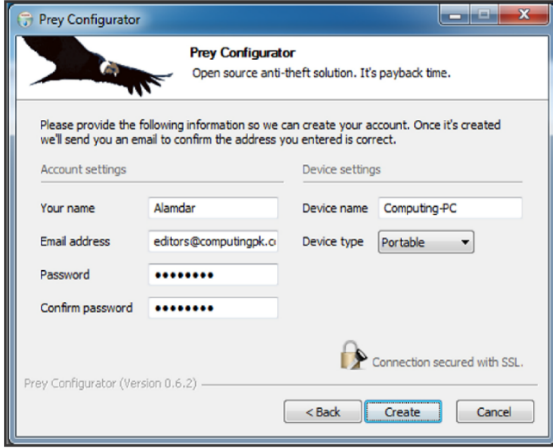 Prey Configurator
Prey Configurator
Open source anti-theft solution. It's payback time.
Please provide the following information so we can create your account. Once it's created
we'll send you an email to confirm the address you entered is correct.
Account settings
Device settings
Your name Alamdar
Device name Computing-PC
Email address editors@computingpk.c
Device type Portable
Password ••••••••
Confirm password ••••••••
Connection secured with SSL.
Prey Configurator (Version 0.6.2)
< Back Create Cancel